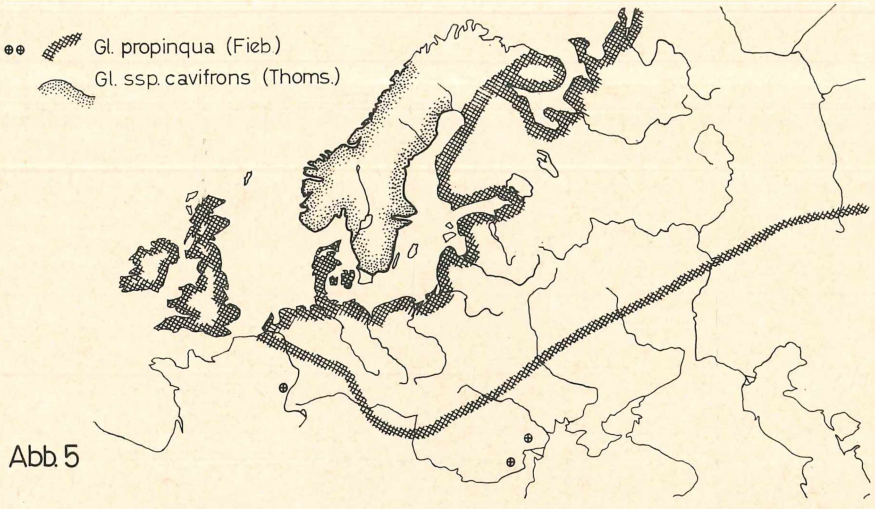 Gl. propinqua (Fieb)
Gl. ssp. cavifrons (Thoms.)
Abb. 5